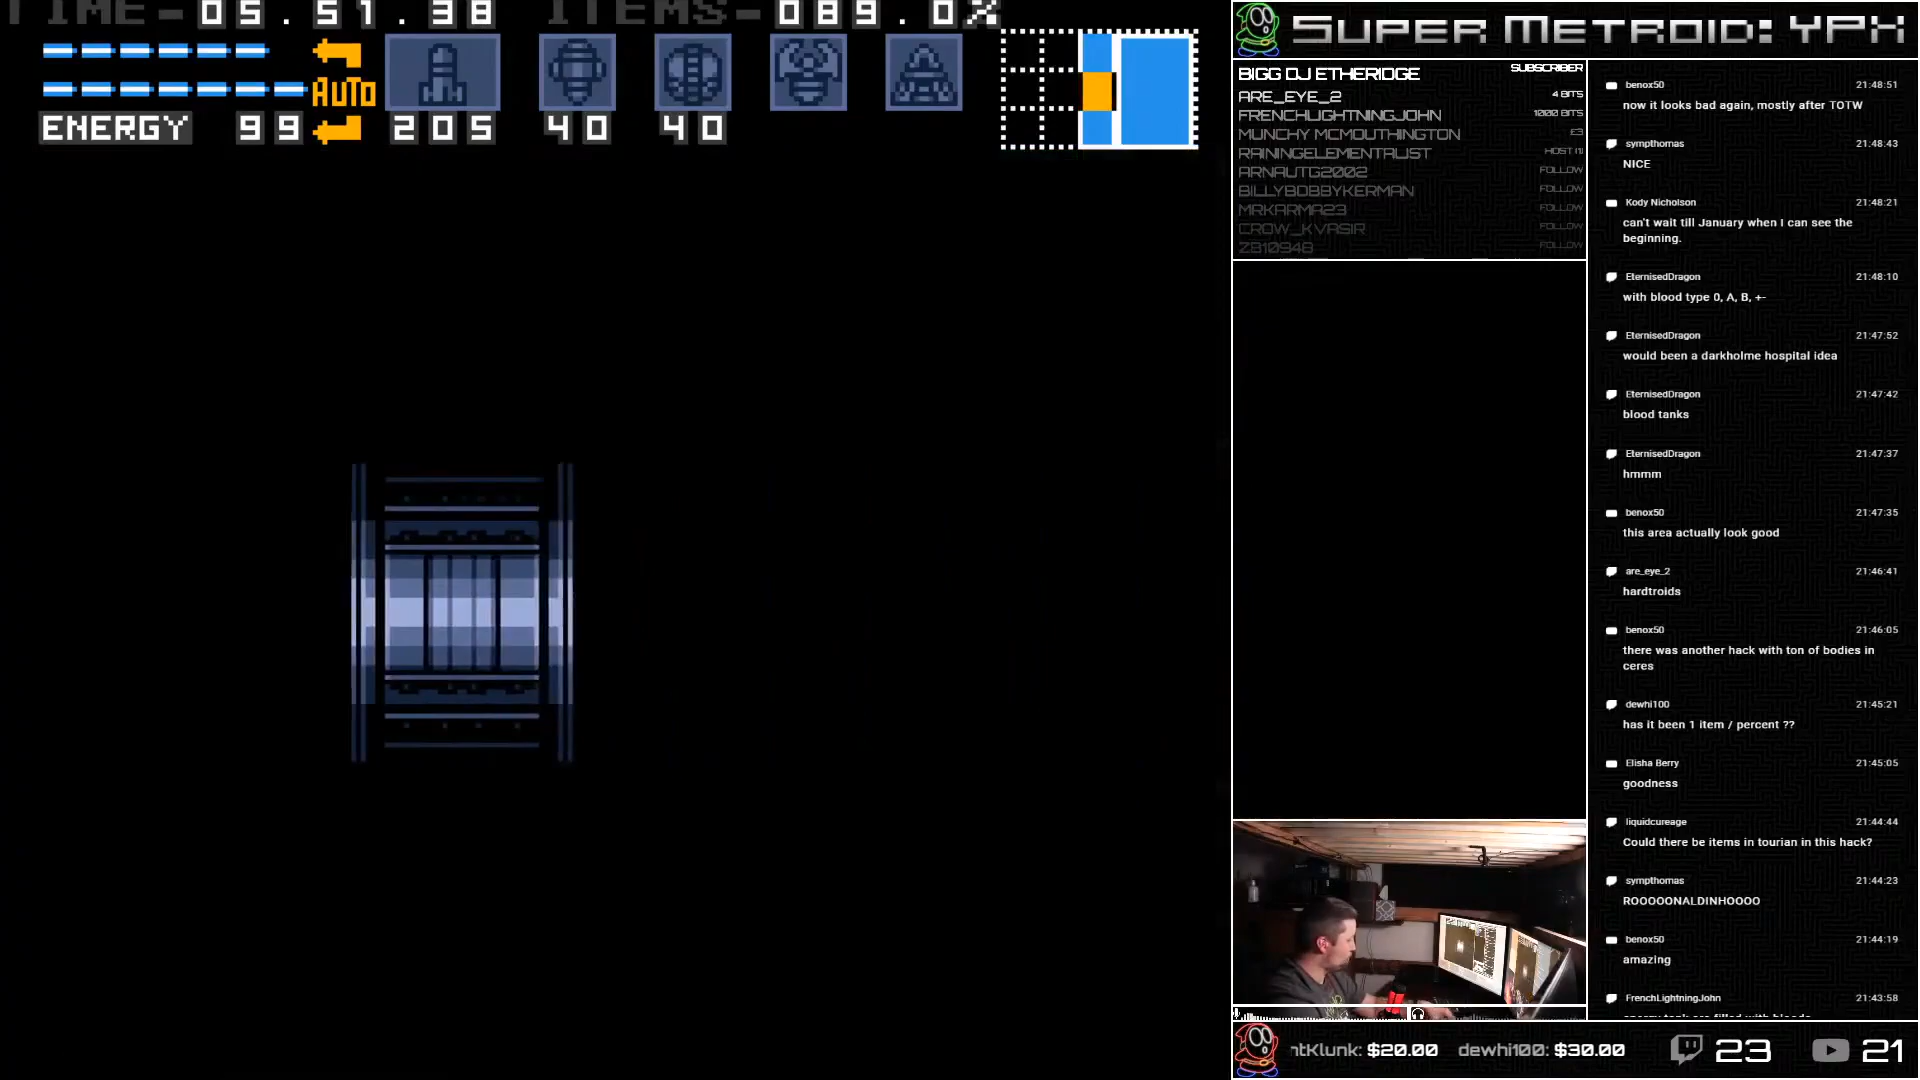 TIME-05.51.38 ITEMS-089.0%
AUTO
ENERGY 99 205 40 40
SUPER METROID: YPX
BIGG DJ ETHERIDGE SUBSCRIBER
ARE_EYE_2 4 BITS
FRENCHLIGHTNINGJOHN 1000 BITS
MUNCHY MCMOUTHINGTON £3
RAININGELEMENTALIST HOST (1)
ARNAUTG2002 FOLLOW
BILLYBOBBYKERMAN FOLLOW
MRKARMA23 FOLLOW
CROW_KVASIR FOLLOW
ZB10948 FOLLOW
benox50 21:48:51
now it looks bad again, mostly after TOTW
sympthomas 21:48:43
NICE
Kody Nicholson 21:48:21
can't wait till January when I can see the
beginning.
EternisedDragon 21:48:10
with blood type 0, A, B, +-
EternisedDragon 21:47:52
would been a darkholme hospital idea
EternisedDragon 21:47:42
blood tanks
EternisedDragon 21:47:37
hmmm
benox50 21:47:35
this area actually look good
are_eye_2 21:46:41
hardtroids
benox50 21:46:05
there was another hack with ton of bodies in
ceres
dewhi100 21:45:21
has it been 1 item / percent ??
Elisha Berry 21:45:05
goodness
liquidcureage 21:44:44
Could there be items in tourian in this hack?
sympthomas 21:44:23
ROOOOONALDINHOOOO
benox50 21:44:19
amazing
FrenchLightningJohn 21:43:58
ntKlunk: $20.00 dewhi100: $30.00 23 21